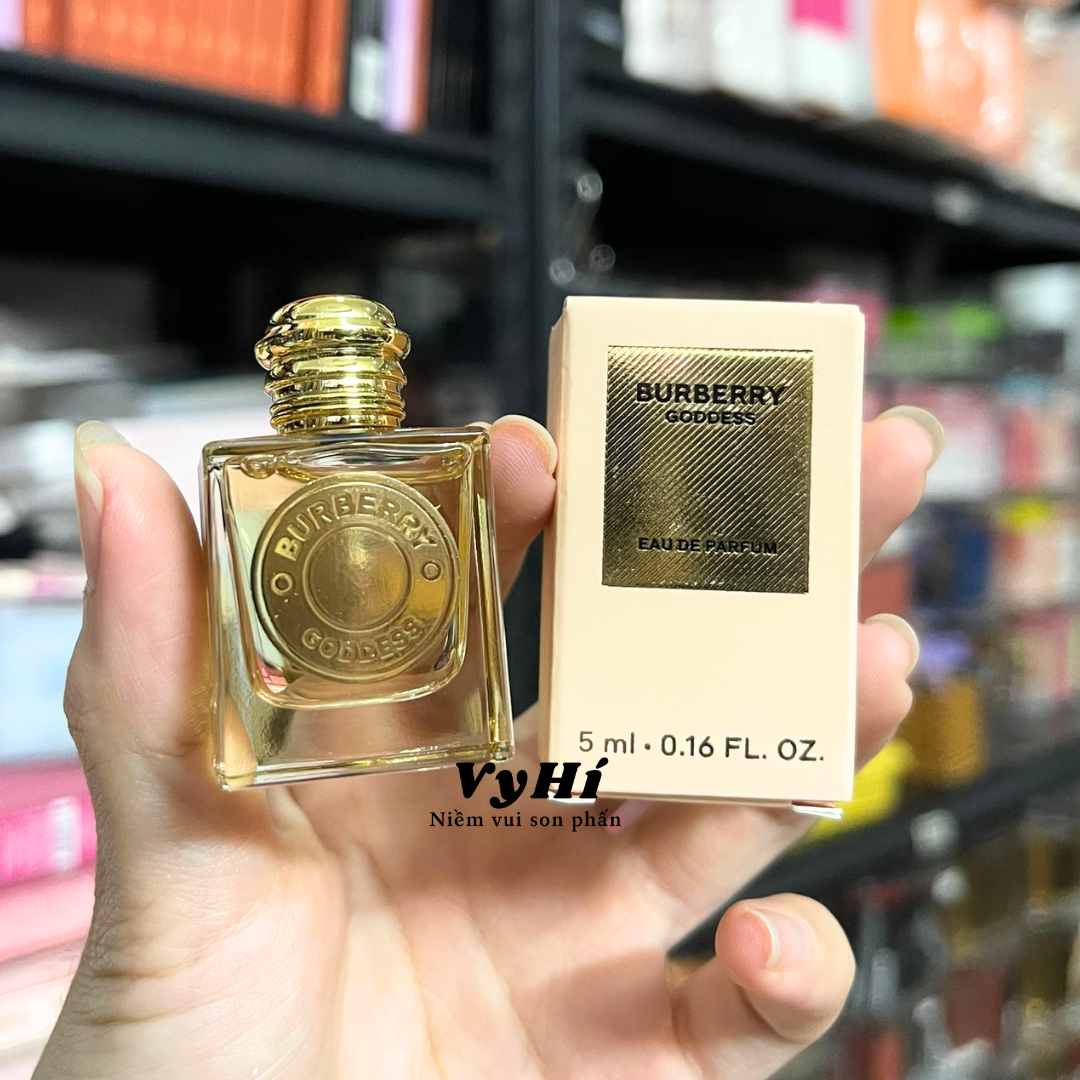 BURBERRY
GODDESS
BURBERRY
GODDESS
EAU DE PARFUM
5 ml • 0.16 FL. OZ.
VyHí
Niềm vui son phấn